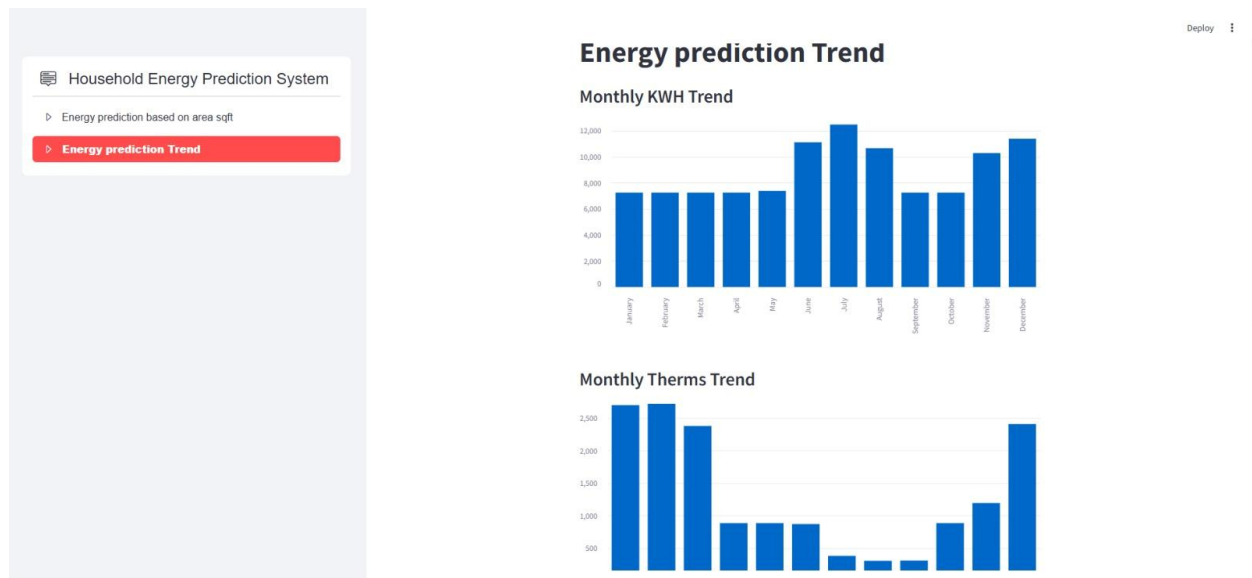 Deploy
Household Energy Prediction System
Energy prediction based on area sqft
Energy prediction Trend
Energy prediction Trend
Monthly KWH Trend
12,000
10,000
8,000
6,000
4,000
2,000
0
January
February
March
April
May
June
July
August
September
October
November
December
Monthly Therms Trend
2,500
2,000
1,500
1,000
500